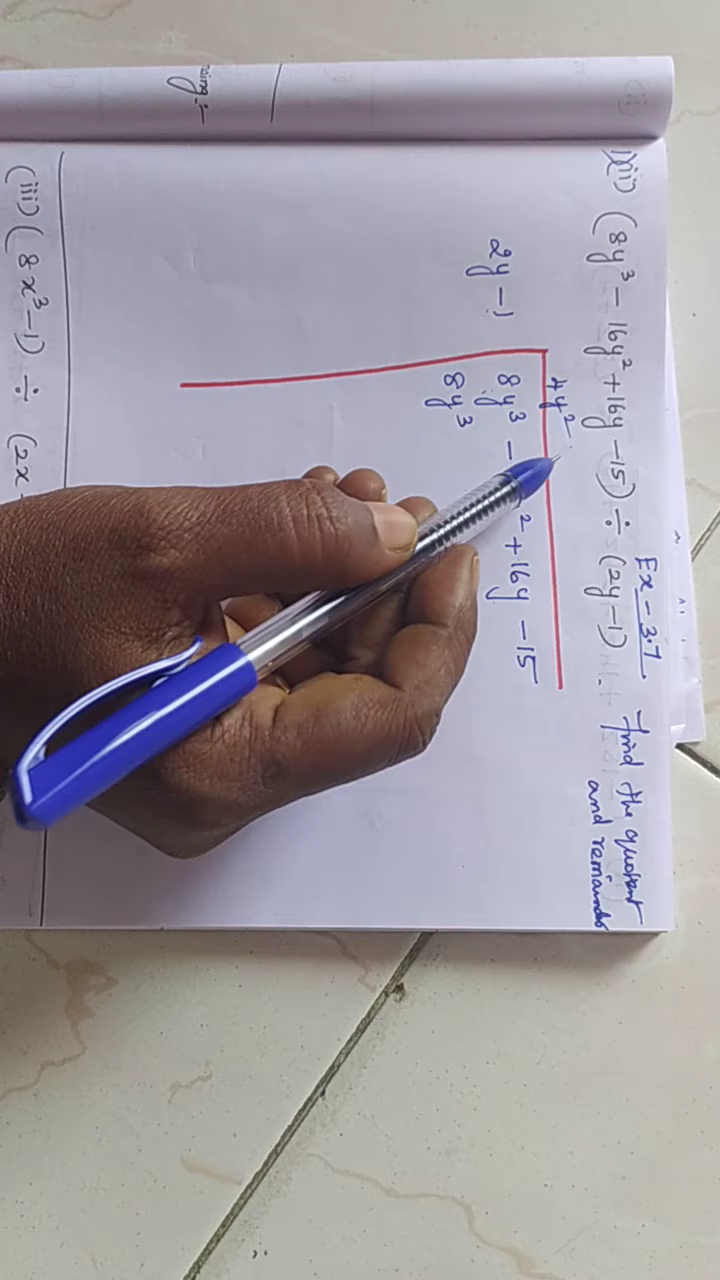 Ex - 3.7
1)(ii) (8y³ - 16y² + 16y - 15) ÷ (2y - 1) find the quotient
and remainder
4y²
2y - 1 8y³ - ² + 16y - 15
8y³
(iii) (8x³ - 1) ÷ (2x -